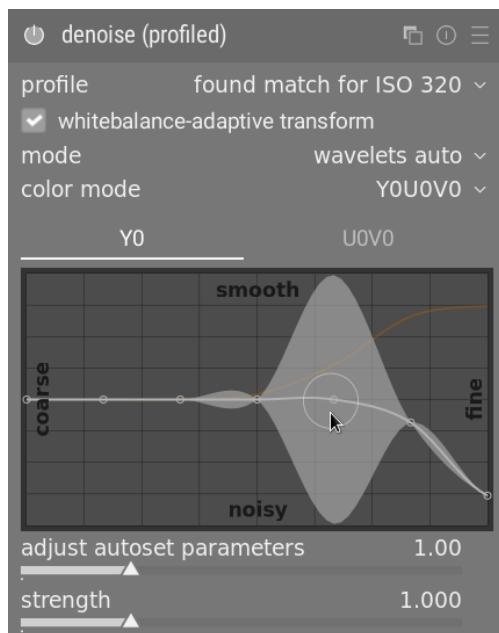 denoise (profiled)
profile found match for ISO 320
whitebalance-adaptive transform
mode wavelets auto
color mode Y0U0V0
Y0 U0V0
smooth
coarse
fine
noisy
adjust autoset parameters 1.00
strength 1.000